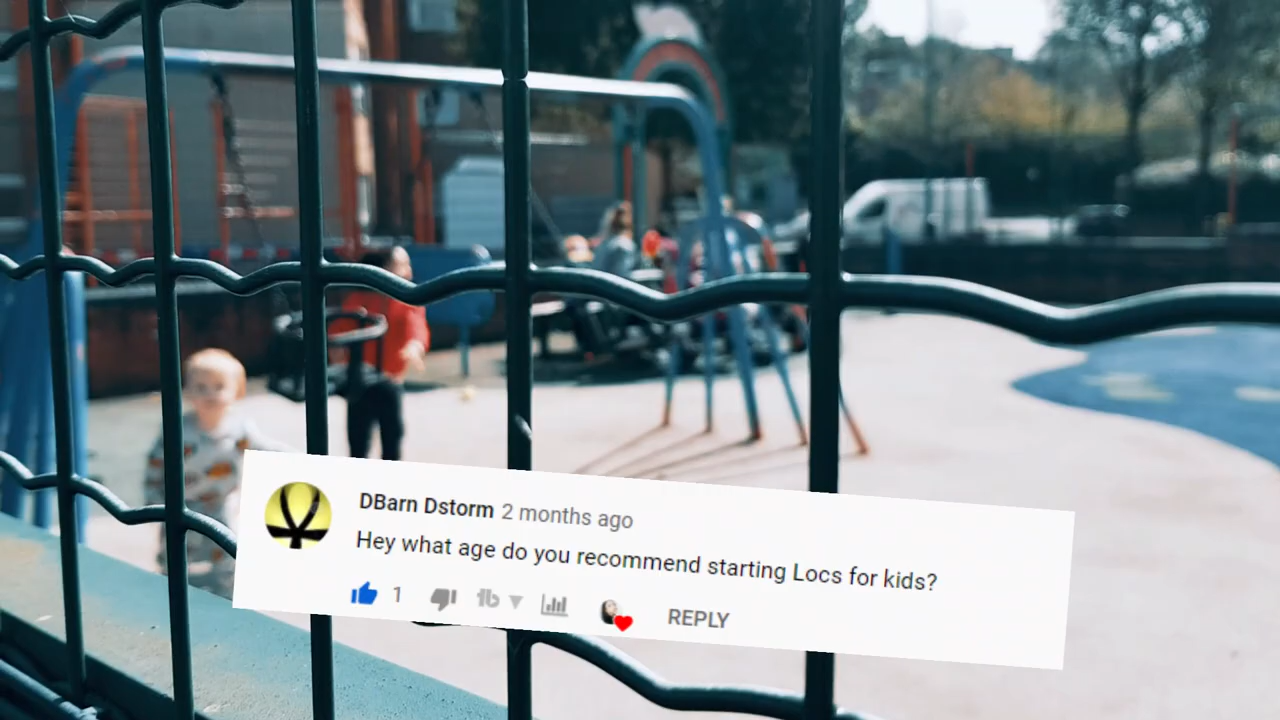 DBarn Dstorm 2 months ago
Hey what age do you recommend starting Locs for kids?
1 REPLY